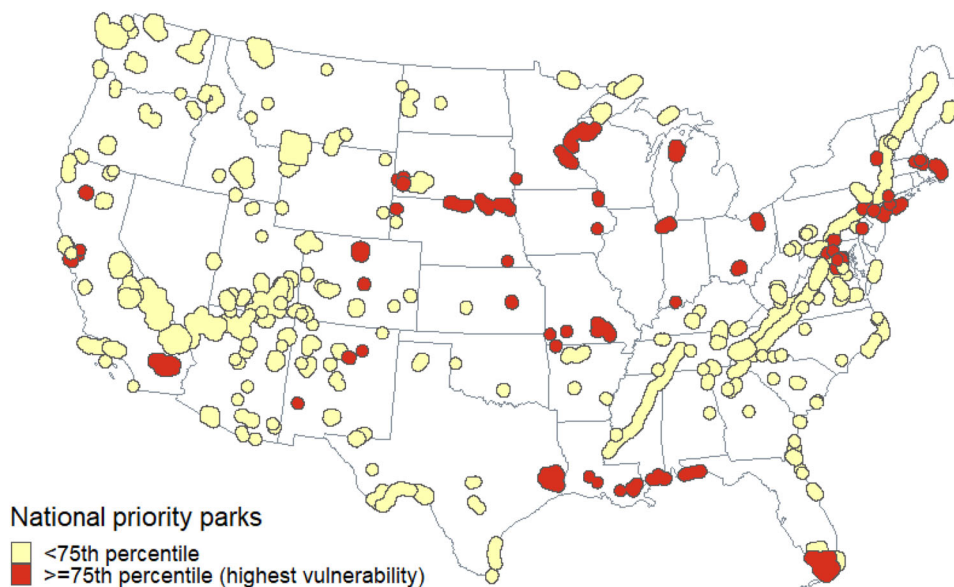 National priority parks
<75th percentile
>=75th percentile (highest vulnerability)